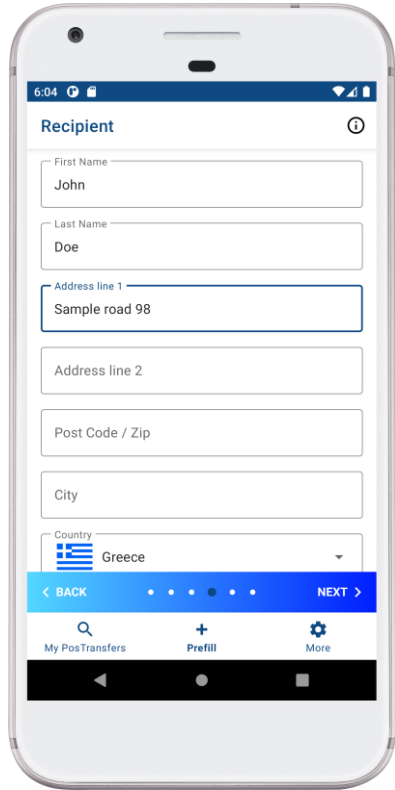 6:04
Recipient
First Name
John
Last Name
Doe
Address line 1
Sample road 98
Address line 2
Post Code / Zip
City
Country
Greece
BACK
NEXT
My PosTransfers
Prefill
More